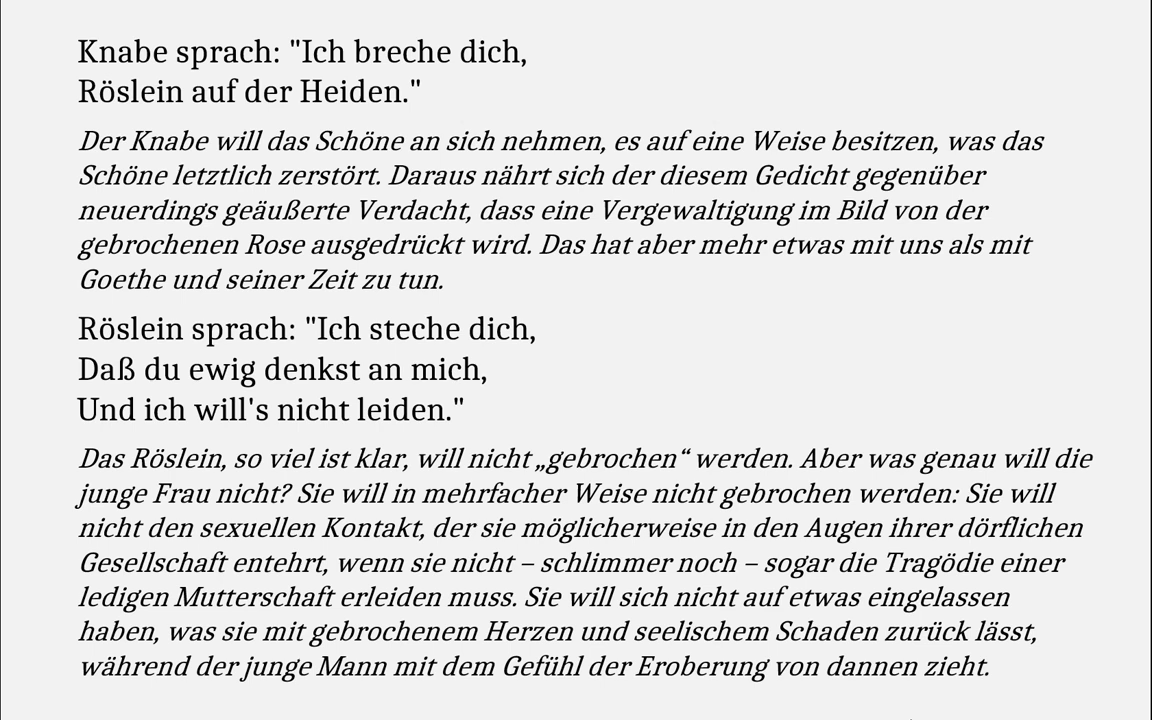 Knabe sprach: "Ich breche dich,
Röslein auf der Heiden."
Der Knabe will das Schöne an sich nehmen, es auf eine Weise besitzen, was das
Schöne letztlich zerstört. Daraus nährt sich der diesem Gedicht gegenüber
neuerdings geäußerte Verdacht, dass eine Vergewaltigung im Bild von der
gebrochenen Rose ausgedrückt wird. Das hat aber mehr etwas mit uns als mit
Goethe und seiner Zeit zu tun.
Röslein sprach: "Ich steche dich,
Daß du ewig denkst an mich,
Und ich will's nicht leiden."
Das Röslein, so viel ist klar, will nicht „gebrochen“ werden. Aber was genau will die
junge Frau nicht? Sie will in mehrfacher Weise nicht gebrochen werden: Sie will
nicht den sexuellen Kontakt, der sie möglicherweise in den Augen ihrer dörflichen
Gesellschaft entehrt, wenn sie nicht – schlimmer noch – sogar die Tragödie einer
ledigen Mutterschaft erleiden muss. Sie will sich nicht auf etwas eingelassen
haben, was sie mit gebrochenem Herzen und seelischem Schaden zurück lässt,
während der junge Mann mit dem Gefühl der Eroberung von dannen zieht.